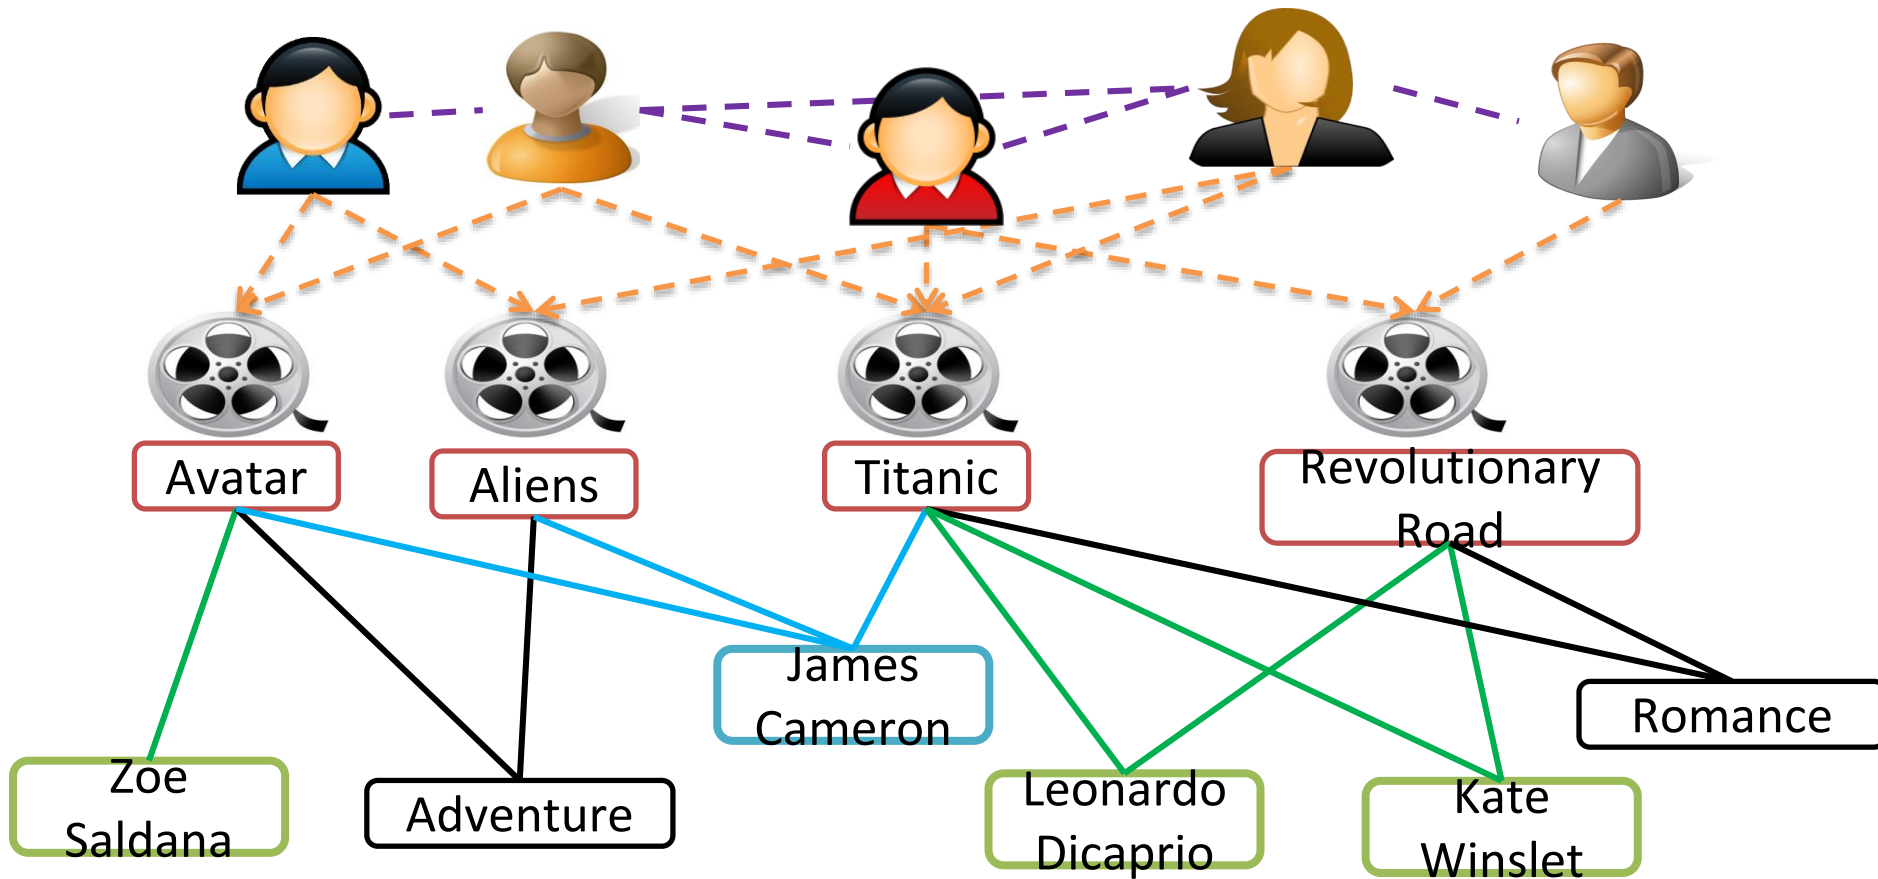 Avatar
Aliens
Titanic
Revolutionary
Road
James
Cameron
Romance
Zoe
Saldana
Adventure
Leonardo
Dicaprio
Kate
Winslet